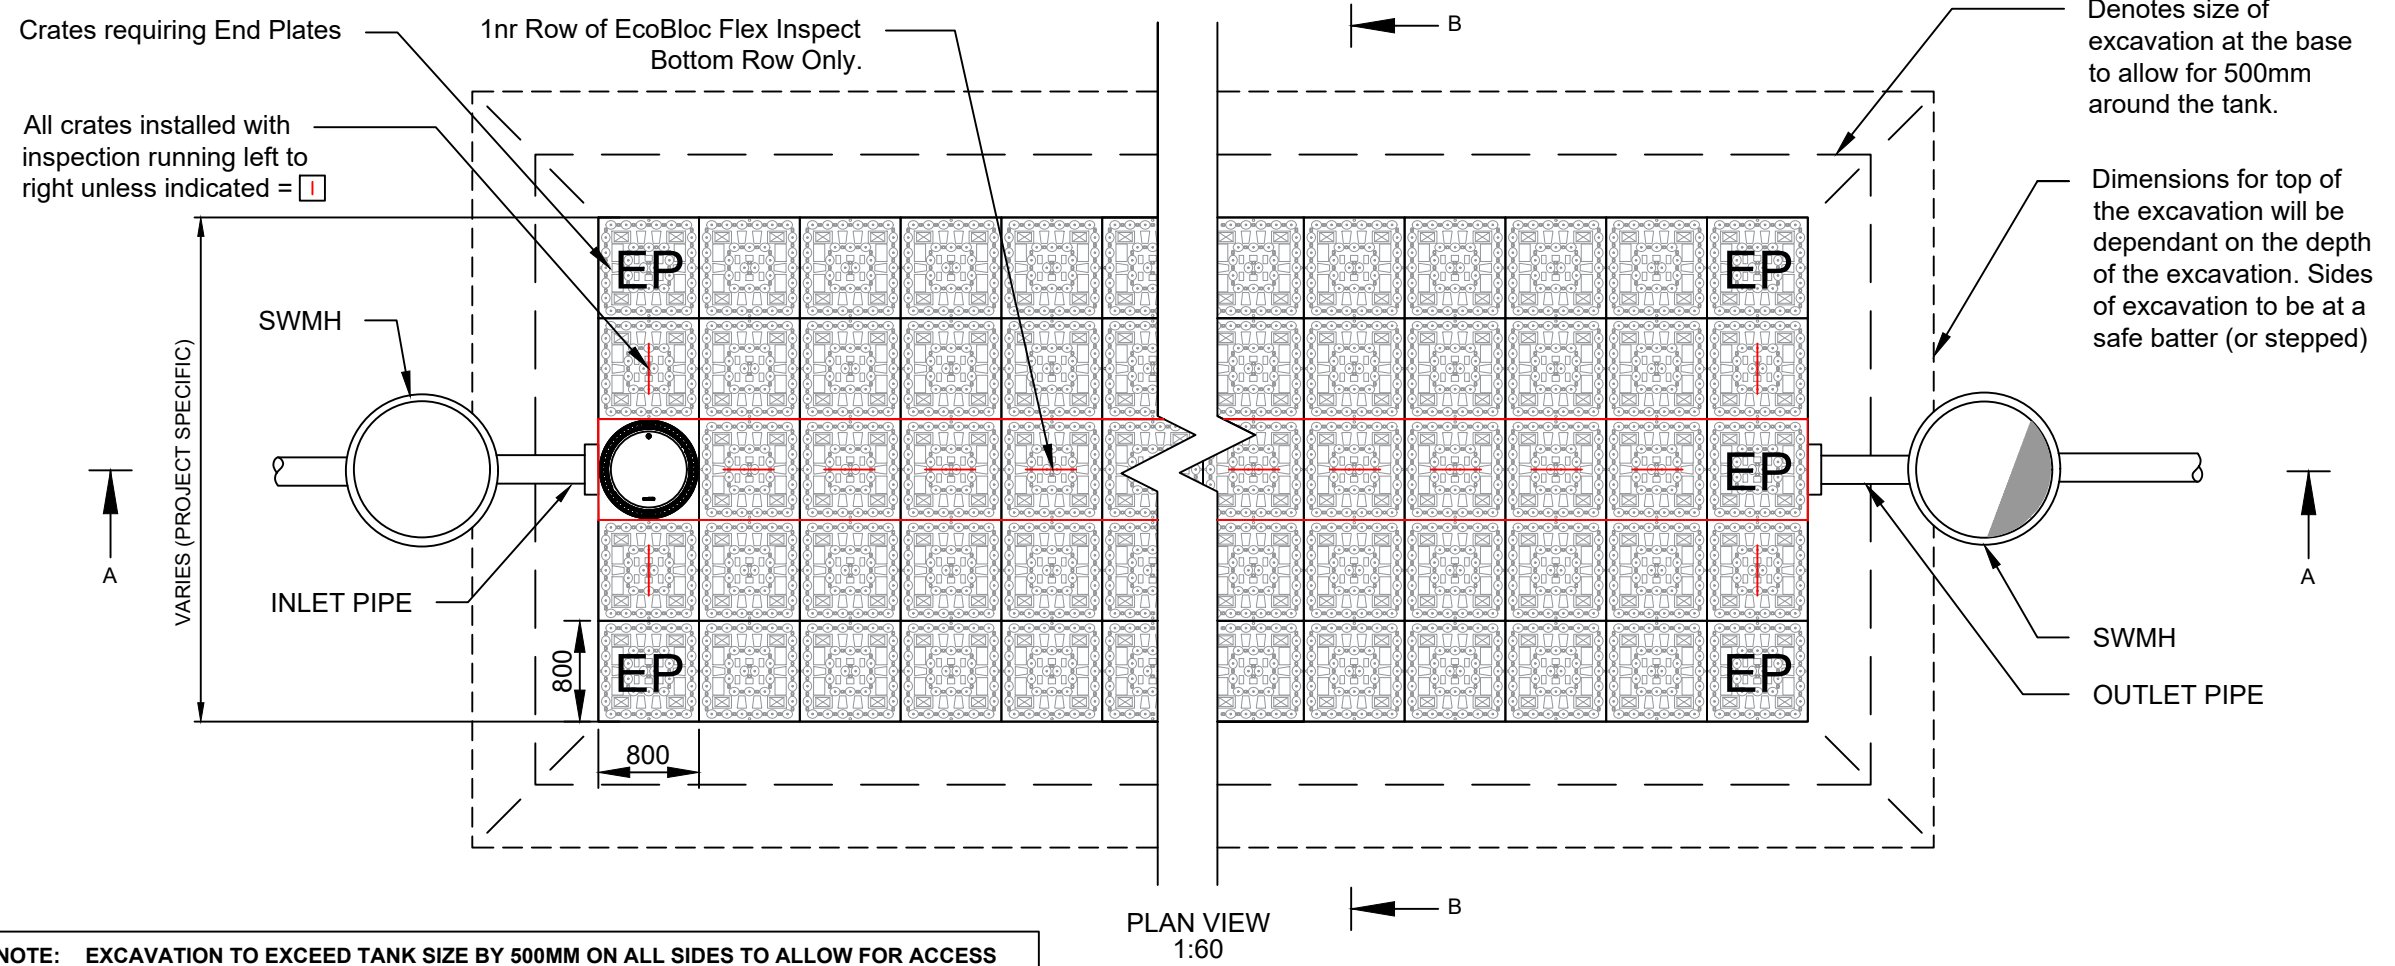 Crates requiring End Plates
1nr Row of EcoBloc Flex Inspect
Bottom Row Only.
B
Denotes size of
excavation at the base
to allow for 500mm
around the tank.
All crates installed with
inspection running left to
right unless indicated =
Dimensions for top of
the excavation will be
dependant on the depth
of the excavation. Sides
of excavation to be at a
safe batter (or stepped)
EP
EP
SWMH
VARIES (PROJECT SPECIFIC)
EP
A
A
INLET PIPE
SWMH
EP
EP
800
OUTLET PIPE
800
B
PLAN VIEW
1:60
NOTE: EXCAVATION TO EXCEED TANK SIZE BY 500MM ON ALL SIDES TO ALLOW FOR ACCESS